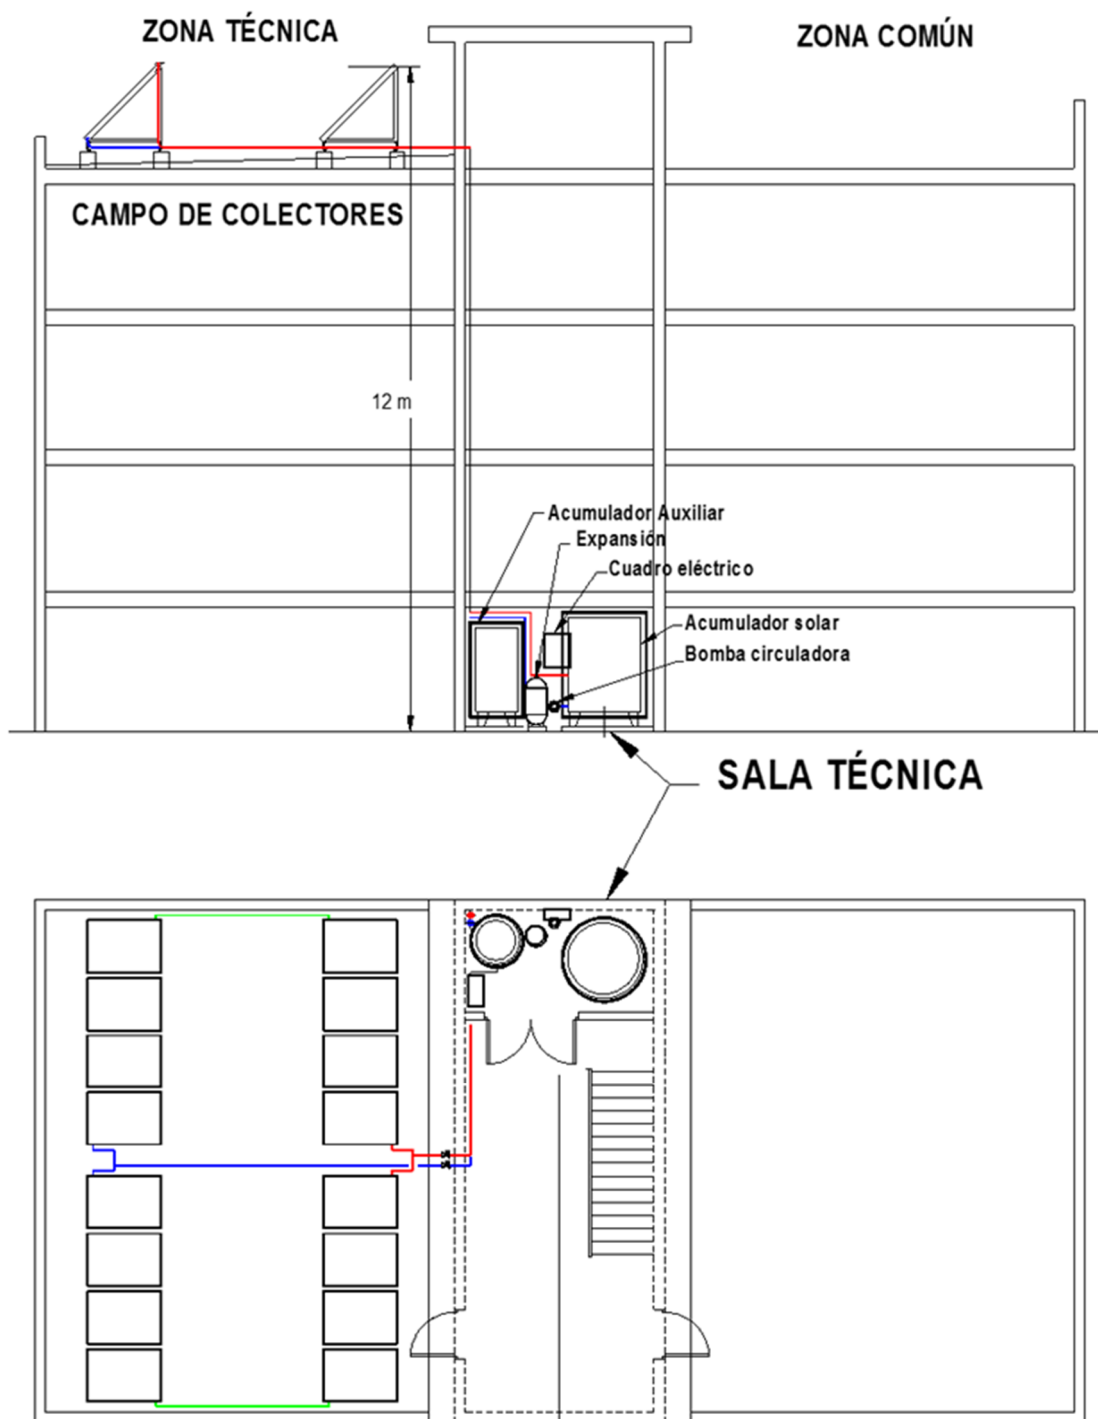 ZONA TÉCNICA
ZONA COMÚN
CAMPO DE COLECTORES
12 m
Acumulador Auxiliar
Expansión
Cuadro eléctrico
Acumulador solar
Bomba circuladora
SALA TÉCNICA